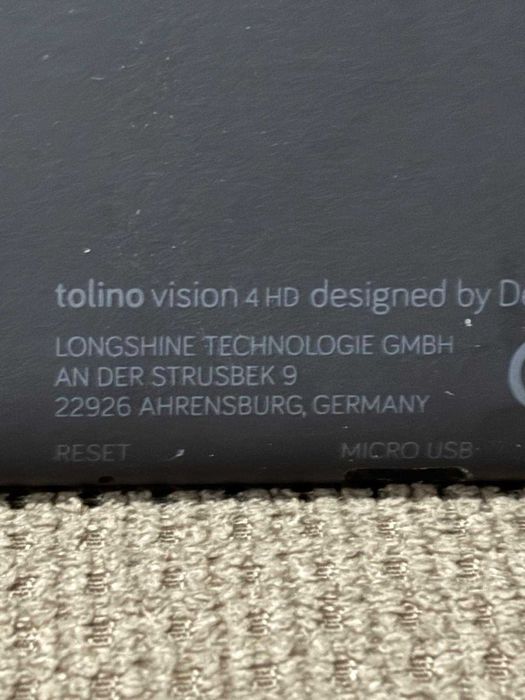 tolino vision 4 HD designed by
LONGSHINE TECHNOLOGIE GMBH
AN DER STRUSBEK 9
22926 AHRENSBURG, GERMANY
RESET MICRO USB